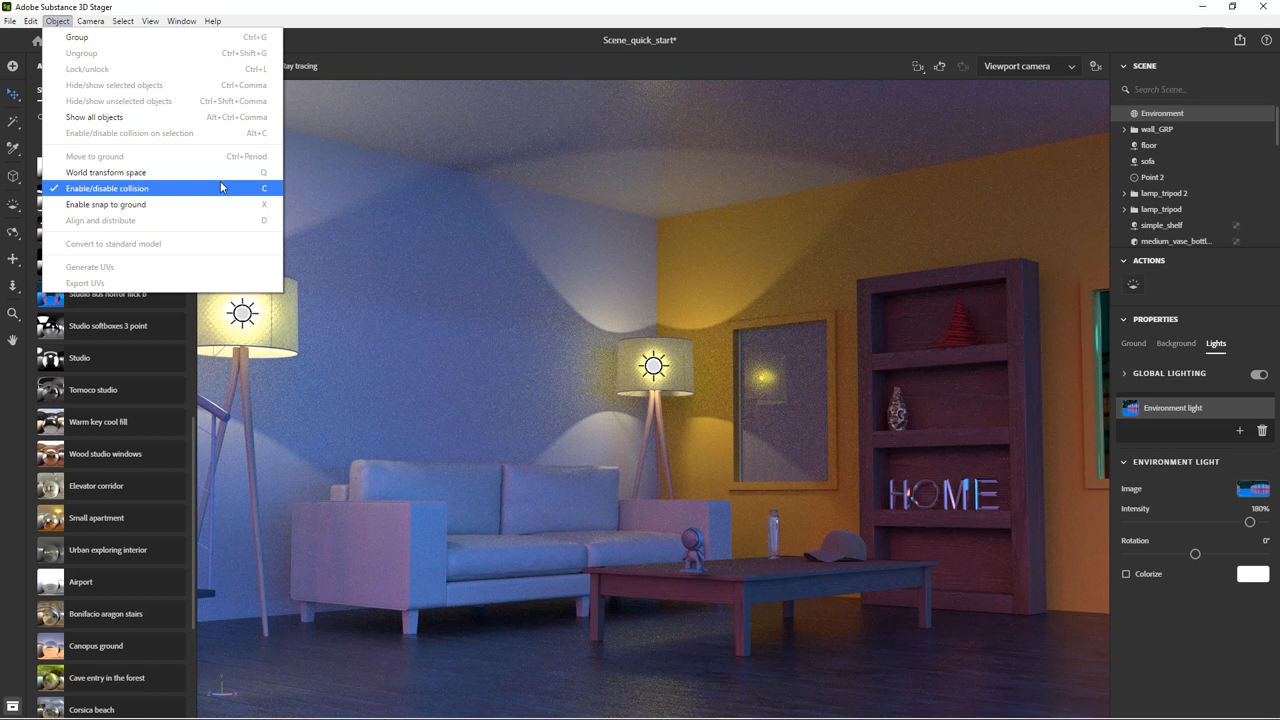 Adobe Substance 3D Stager
File Edit Object Camera Select View Window Help
Scene_quick_start*
Group Ctrl+G
Ungroup Ctrl+Shift+G
Lock/unlock Ctrl+L
Hide/show selected objects Ctrl+Comma
Hide/show unselected objects Ctrl+Shift+Comma
Show all objects Alt+Ctrl+Comma
Enable/disable collision on selection Alt+C
Move to ground Ctrl+Period
World transform space Q
Enable/disable collision C
Enable snap to ground X
Align and distribute D
Convert to standard model
Generate UVs
Export UVs
Ray tracing
Viewport camera
Studio softboxes 3 point
Studio
Tomoco studio
Warm key cool fill
Wood studio windows
Elevator corridor
Small apartment
Urban exploring interior
Airport
Bonifacio aragon stairs
Canopus ground
Cave entry in the forest
Corsica beach
HOME
SCENE
Search Scene...
Environment
wall_GRP
floor
sofa
Point 2
lamp_tripod 2
lamp_tripod
simple_shelf
medium_vase_bottl...
ACTIONS
PROPERTIES
Ground Background Lights
GLOBAL LIGHTING
Environment light
ENVIRONMENT LIGHT
Image
Intensity 180%
Rotation 0°
Colorize